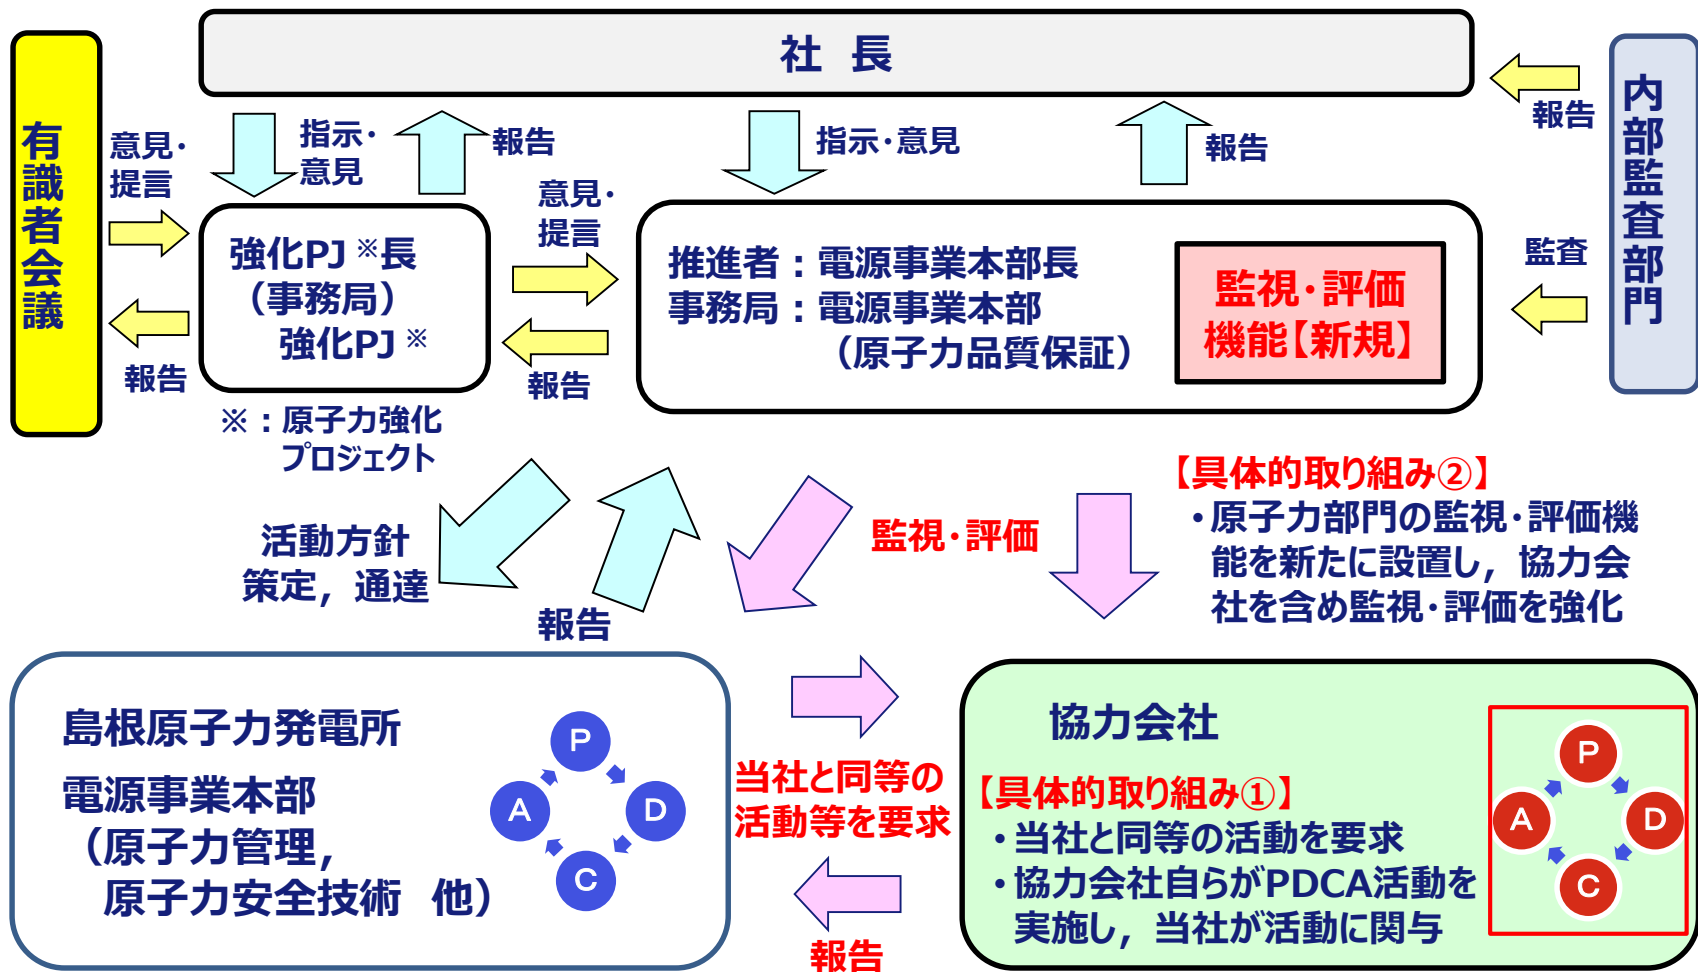 社 長
有識者会議
内部監査部門
意見・
提言
指示・
意見
報告
指示・意見
報告
報告
意見・
提言
監査
報告
報告
強化PJ※長
（事務局）
強化PJ※
※：原子力強化
プロジェクト
推進者：電源事業本部長
事務局：電源事業本部
（原子力品質保証）
監視・評価
機能【新規】
活動方針
策定，通達
報告
監視・評価
【具体的取り組み②】
・原子力部門の監視・評価機
能を新たに設置し，協力会
社を含め監視・評価を強化
島根原子力発電所
電源事業本部
（原子力管理，
原子力安全技術 他）
P
D
C
A
当社と同等の
活動等を要求
報告
協力会社
【具体的取り組み①】
・当社と同等の活動を要求
・協力会社自らがPDCA活動を
実施し，当社が活動に関与
P
D
C
A